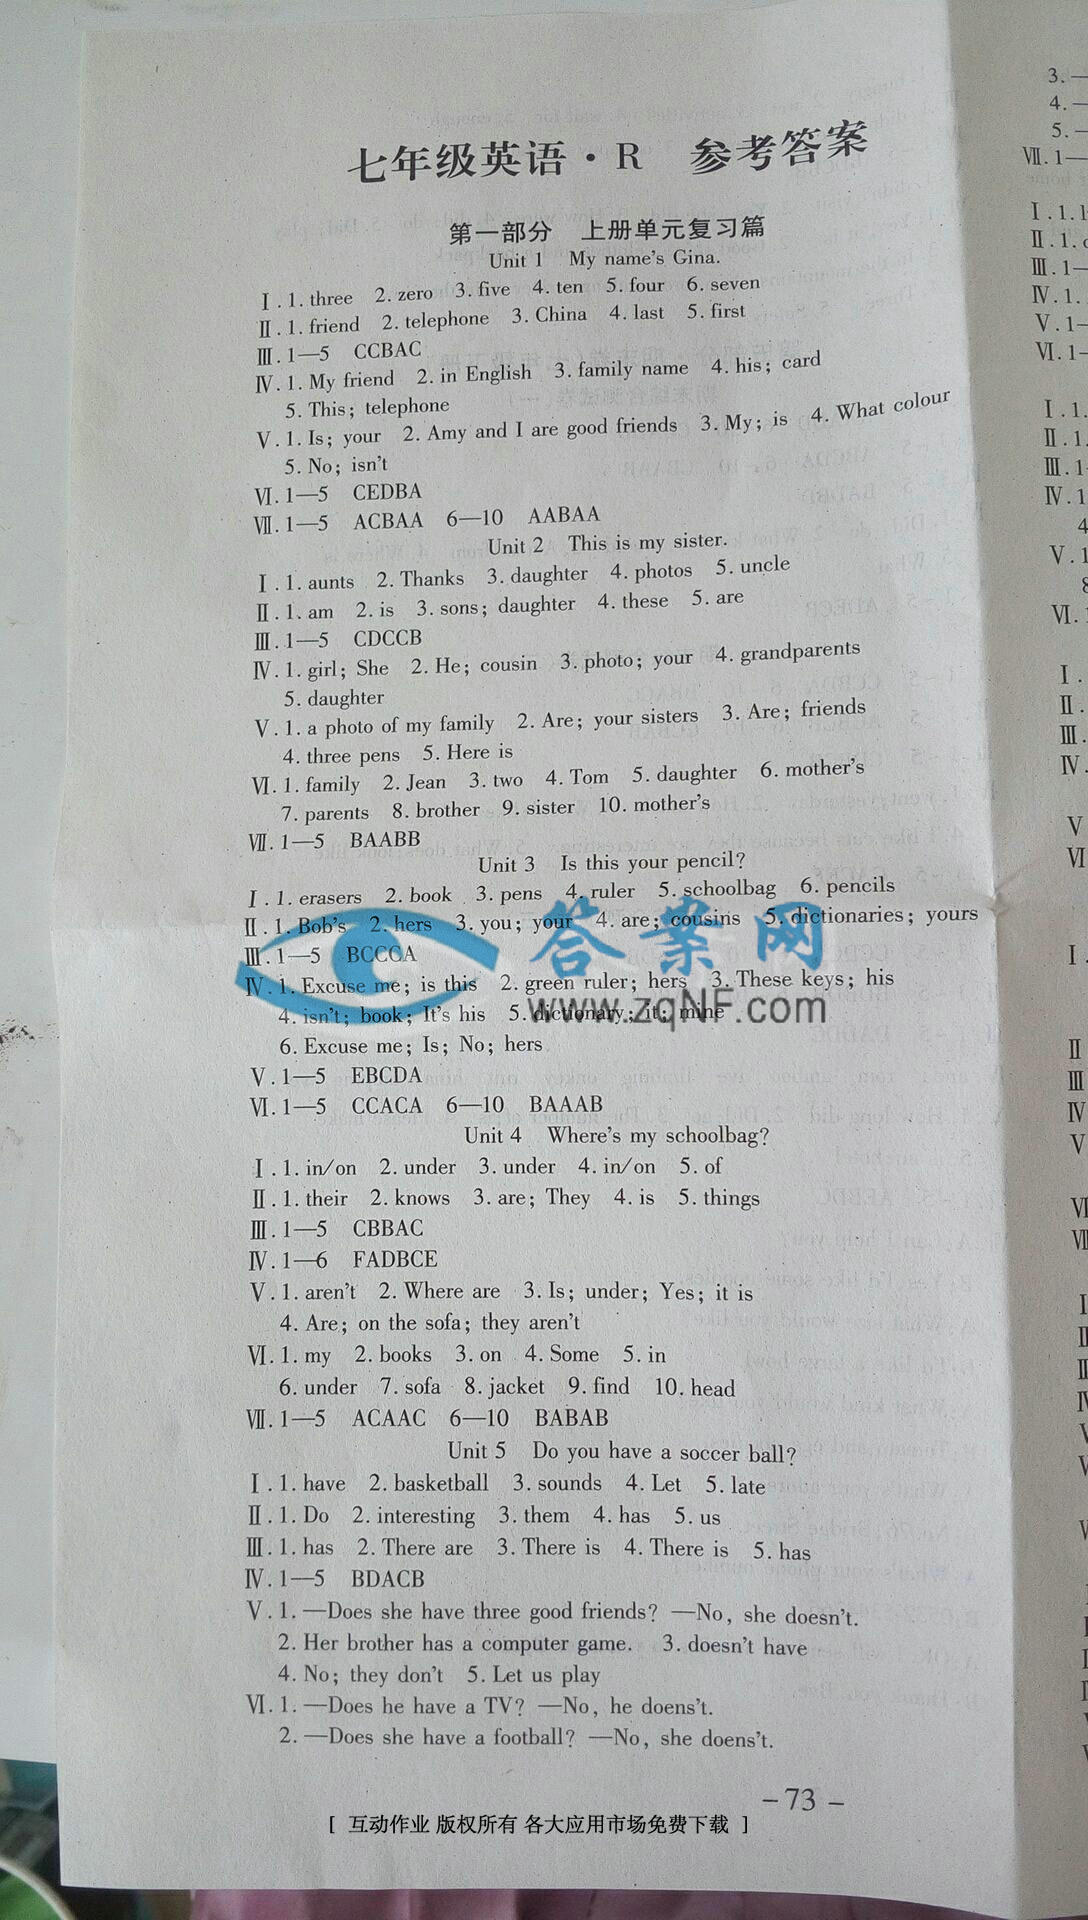 七年级英语·R 参考答案
第一部分 上册单元复习篇
Unit 1 My name's Gina.
Ⅰ.1. three 2. zero 3. five 4. ten 5. four 6. seven
Ⅱ.1. friend 2. telephone 3. China 4. last 5. first
Ⅲ.1—5 CCBAC
Ⅳ.1. My friend 2. in English 3. family name 4. his; card
5. This; telephone
Ⅴ.1. Is; your 2. Amy and I are good friends 3. My; is 4. What colour
5. No; isn't
Ⅵ.1—5 CEDBA
Ⅶ.1—5 ACBAA 6—10 AABAA
Unit 2 This is my sister.
Ⅰ.1. aunts 2. Thanks 3. daughter 4. photos 5. uncle
Ⅱ.1. am 2. is 3. sons; daughter 4. these 5. are
Ⅲ.1—5 CDCCB
Ⅳ.1. girl; She 2. He; cousin 3. photo; your 4. grandparents
5. daughter
Ⅴ.1. a photo of my family 2. Are; your sisters 3. Are; friends
4. three pens 5. Here is
Ⅵ.1. family 2. Jean 3. two 4. Tom 5. daughter 6. mother's
7. parents 8. brother 9. sister 10. mother's
Ⅶ.1—5 BAABB
Unit 3 Is this your pencil?
Ⅰ.1. erasers 2. book 3. pens 4. ruler 5. schoolbag 6. pencils
Ⅱ.1. Bob's 2. hers 3. you; your 4. are; cousins 5. dictionaries; yours
答案网
Ⅲ.1—5 BCCCA
Ⅳ.1. Excuse me; is this 2. green ruler; hers 3. These keys; his
www.zqNF.com
4. isn't; book; It's his 5. dictionary; it; mine
6. Excuse me; Is; No; hers
Ⅴ.1—5 EBCDA
Ⅵ.1—5 CCACA 6—10 BAAAB
Unit 4 Where's my schoolbag?
Ⅰ.1. in/on 2. under 3. under 4. in/on 5. of
Ⅱ.1. their 2. knows 3. are; They 4. is 5. things
Ⅲ.1—5 CBBAC
Ⅳ.1—6 FADBCE
Ⅴ.1. aren't 2. Where are 3. Is; under; Yes; it is
4. Are; on the sofa; they aren't
Ⅵ.1. my 2. books 3. on 4. Some 5. in
6. under 7. sofa 8. jacket 9. find 10. head
Ⅶ.1—5 ACAAC 6—10 BABAB
Unit 5 Do you have a soccer ball?
Ⅰ.1. have 2. basketball 3. sounds 4. Let 5. late
Ⅱ.1. Do 2. interesting 3. them 4. has 5. us
Ⅲ.1. has 2. There are 3. There is 4. There is 5. has
Ⅳ.1—5 BDACB
Ⅴ.1. —Does she have three good friends? —No, she doesn't.
2. Her brother has a computer game. 3. doesn't have
4. No; they don't 5. Let us play
Ⅵ.1. —Does he have a TV? —No, he doens't.
2. —Does she have a football? —No, she doens't.
- 73 -
[ 互动作业 版权所有 各大应用市场免费下载 ]